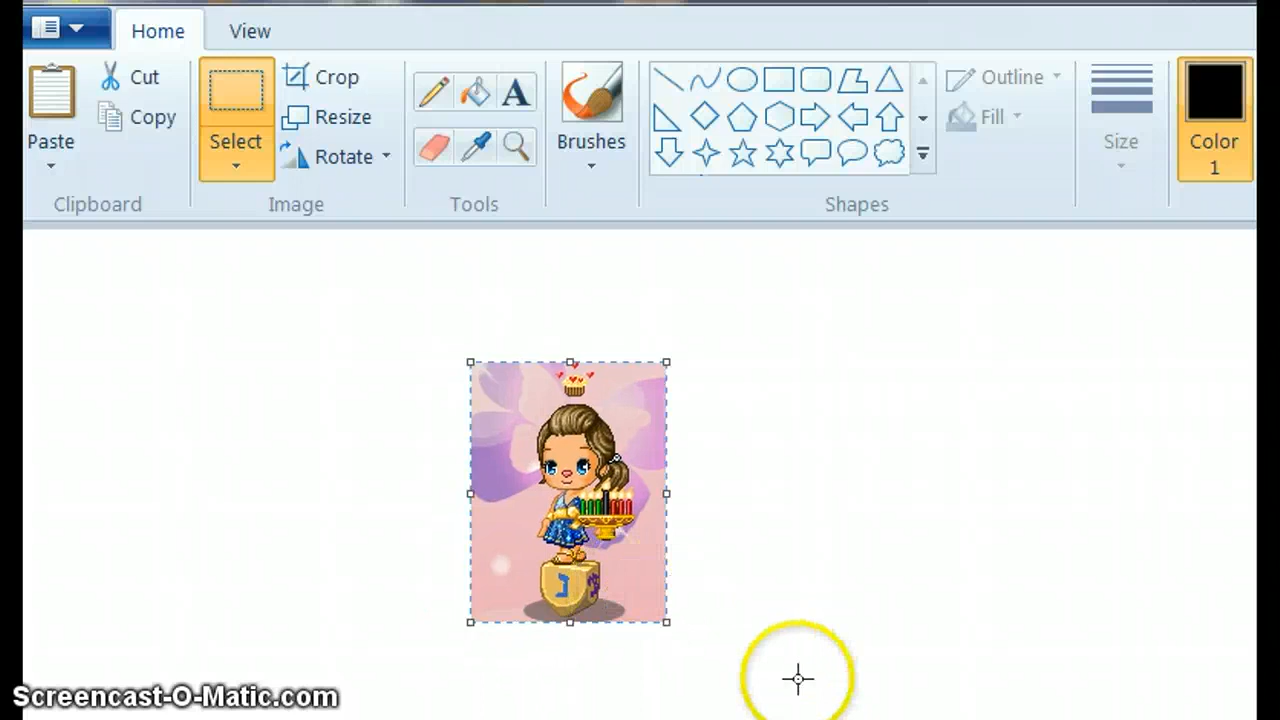 Home View
Cut
Copy
Paste
Clipboard
Select
Crop
Resize
Rotate
Image
A
Tools
Brushes
Shapes
Outline
Fill
Size
Color
1
נ
Screencast-O-Matic.com